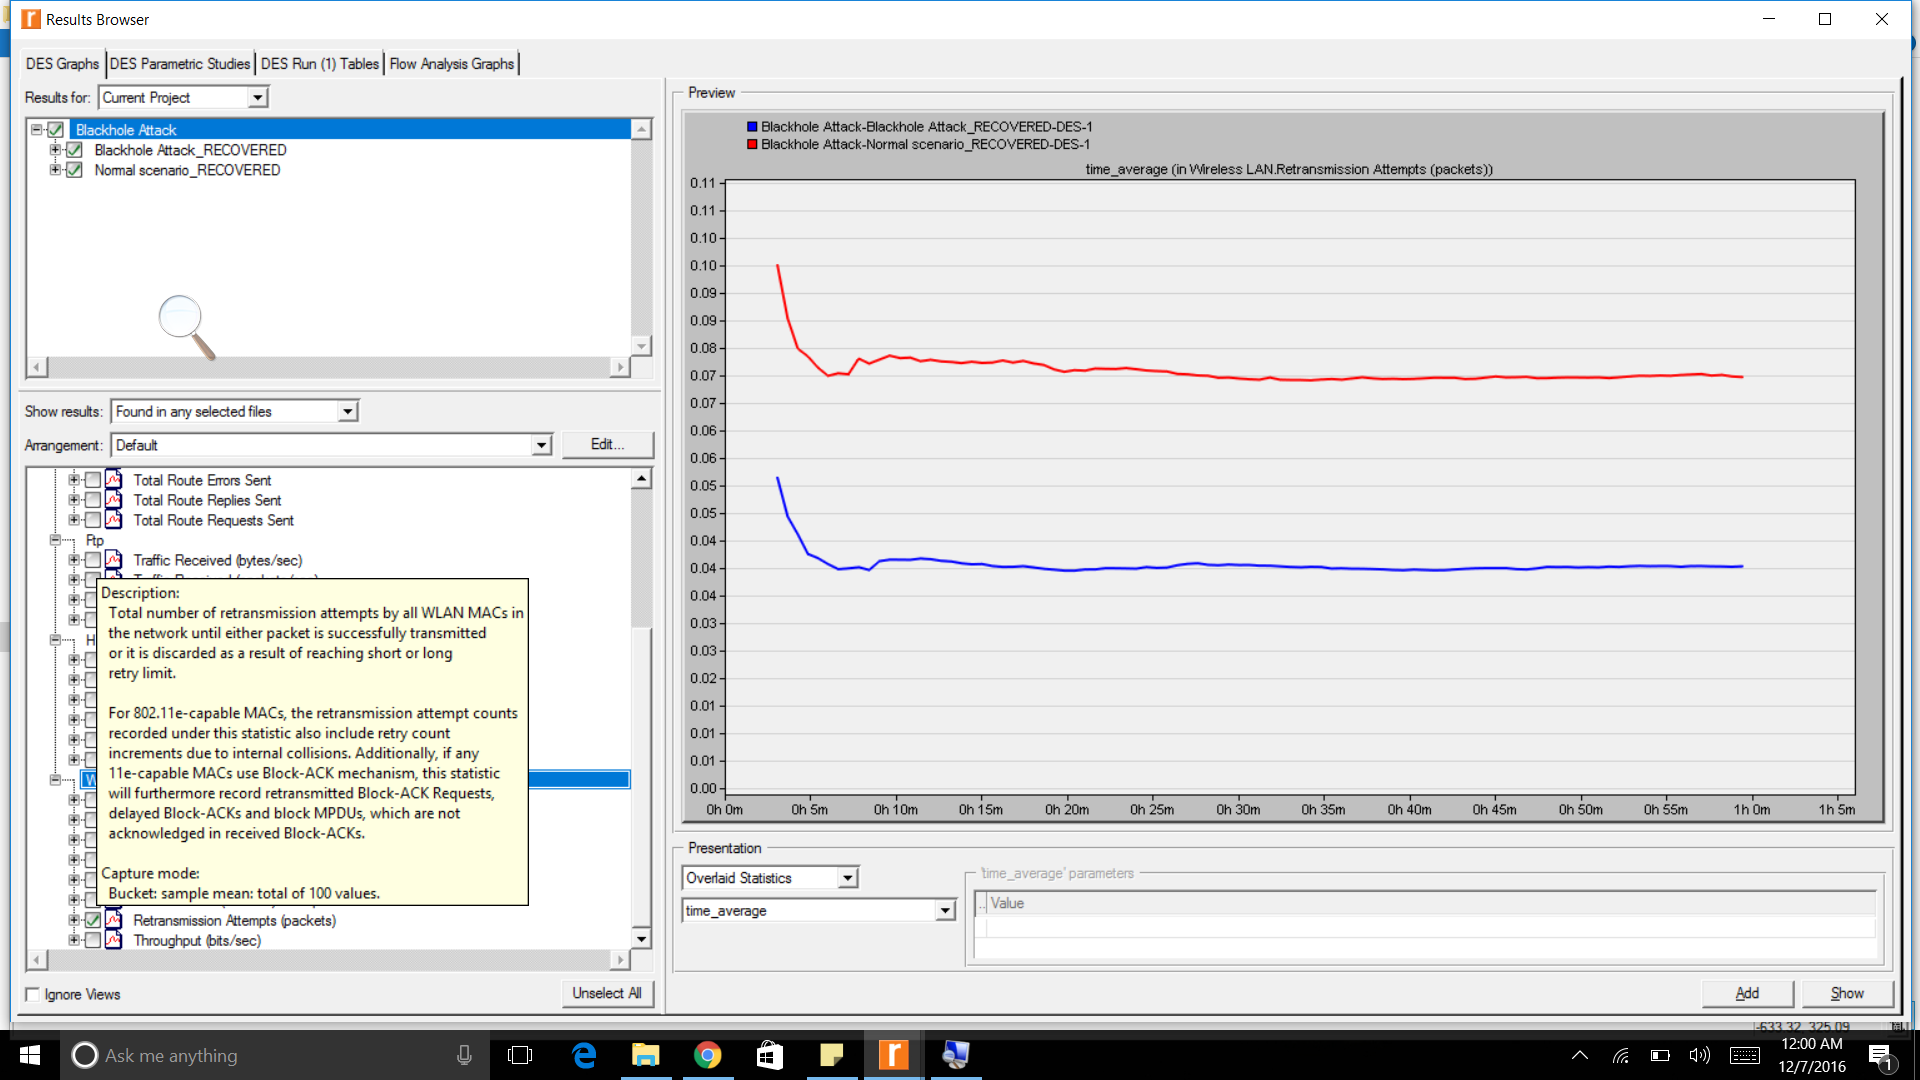 Results Browser
DES Graphs
DES Parametric Studies
DES Run (1) Tables
Flow Analysis Graphs
Results for: Current Project
Blackhole Attack
Blackhole Attack_RECOVERED
Normal scenario_RECOVERED
Show results: Found in any selected files
Arrangement: Default
Edit...
Total Route Errors Sent
Total Route Replies Sent
Total Route Requests Sent
Ftp
Traffic Received (bytes/sec)
H
W
Description:
Total number of retransmission attempts by all WLAN MACs in
the network until either packet is successfully transmitted
or it is discarded as a result of reaching short or long
retry limit.
For 802.11e-capable MACs, the retransmission attempt counts
recorded under this statistic also include retry count
increments due to internal collisions. Additionally, if any
11e-capable MACs use Block-ACK mechanism, this statistic
will furthermore record retransmitted Block-ACK Requests,
delayed Block-ACKs and block MPDUs, which are not
acknowledged in received Block-ACKs.
Capture mode:
Bucket: sample mean: total of 100 values.
Retransmission Attempts (packets)
Throughput (bits/sec)
Ignore Views
Unselect All
Preview
Blackhole Attack-Blackhole Attack_RECOVERED-DES-1
Blackhole Attack-Normal scenario_RECOVERED-DES-1
time_average (in Wireless LAN.Retransmission Attempts (packets))
0.11
0.11
0.10
0.10
0.09
0.09
0.08
0.07
0.07
0.06
0.06
0.05
0.05
0.04
0.04
0.04
0.03
0.03
0.02
0.01
0.01
0.01
0.00
0h 0m
0h 5m
0h 10m
0h 15m
0h 20m
0h 25m
0h 30m
0h 35m
0h 40m
0h 45m
0h 50m
0h 55m
1h 0m
1h 5m
Presentation
Overlaid Statistics
time_average
'time_average' parameters
.. Value
Add
Show
-633.32, 325.09
Ask me anything
12:00 AM
12/7/2016
1